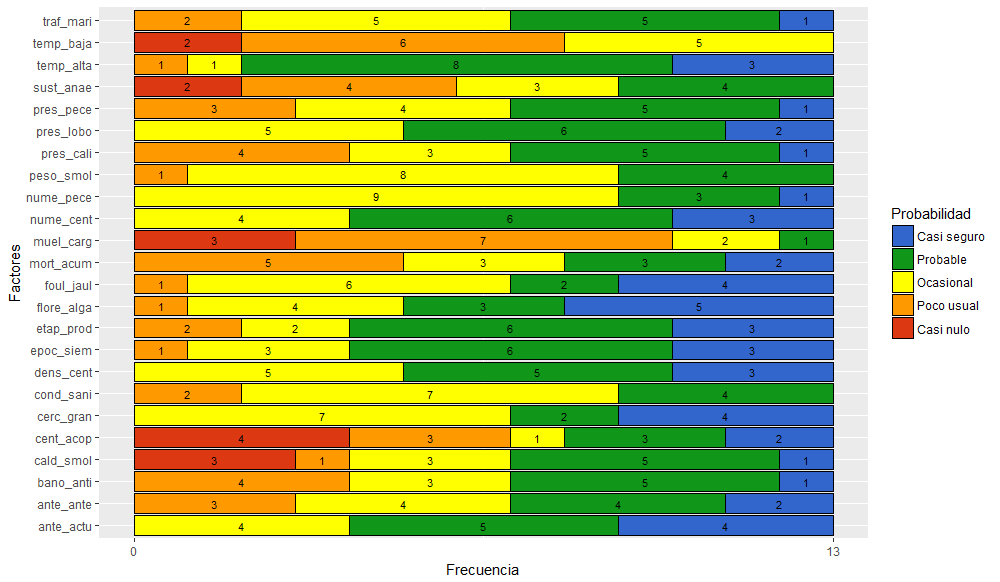 traf_mari 2 5 5 1
temp_baja 2 6 5
temp_alta 1 1 8 3
sust_anae 2 4 3 4
pres_pece 3 4 5 1
pres_lobo 5 6 2
pres_cali 4 3 5 1
peso_smol 1 8 4
nume_pece 9 3 1
nume_cent 4 6 3
muel_carg 3 7 2 1
mort_acum 5 3 3 2
foul_jaul 1 6 2 4
flore_alga 1 4 3 5
etap_prod 2 2 6 3
epoc_siem 1 3 6 3
dens_cent 5 5 3
cond_sani 2 7 4
cerc_gran 7 2 4
cent_acop 4 3 1 3 2
cald_smol 3 1 3 5 1
bano_anti 4 3 5 1
ante_ante 3 4 4 2
ante_actu 4 5 4
0 13
Frecuencia
Factores
Probabilidad
Casi seguro
Probable
Ocasional
Poco usual
Casi nulo